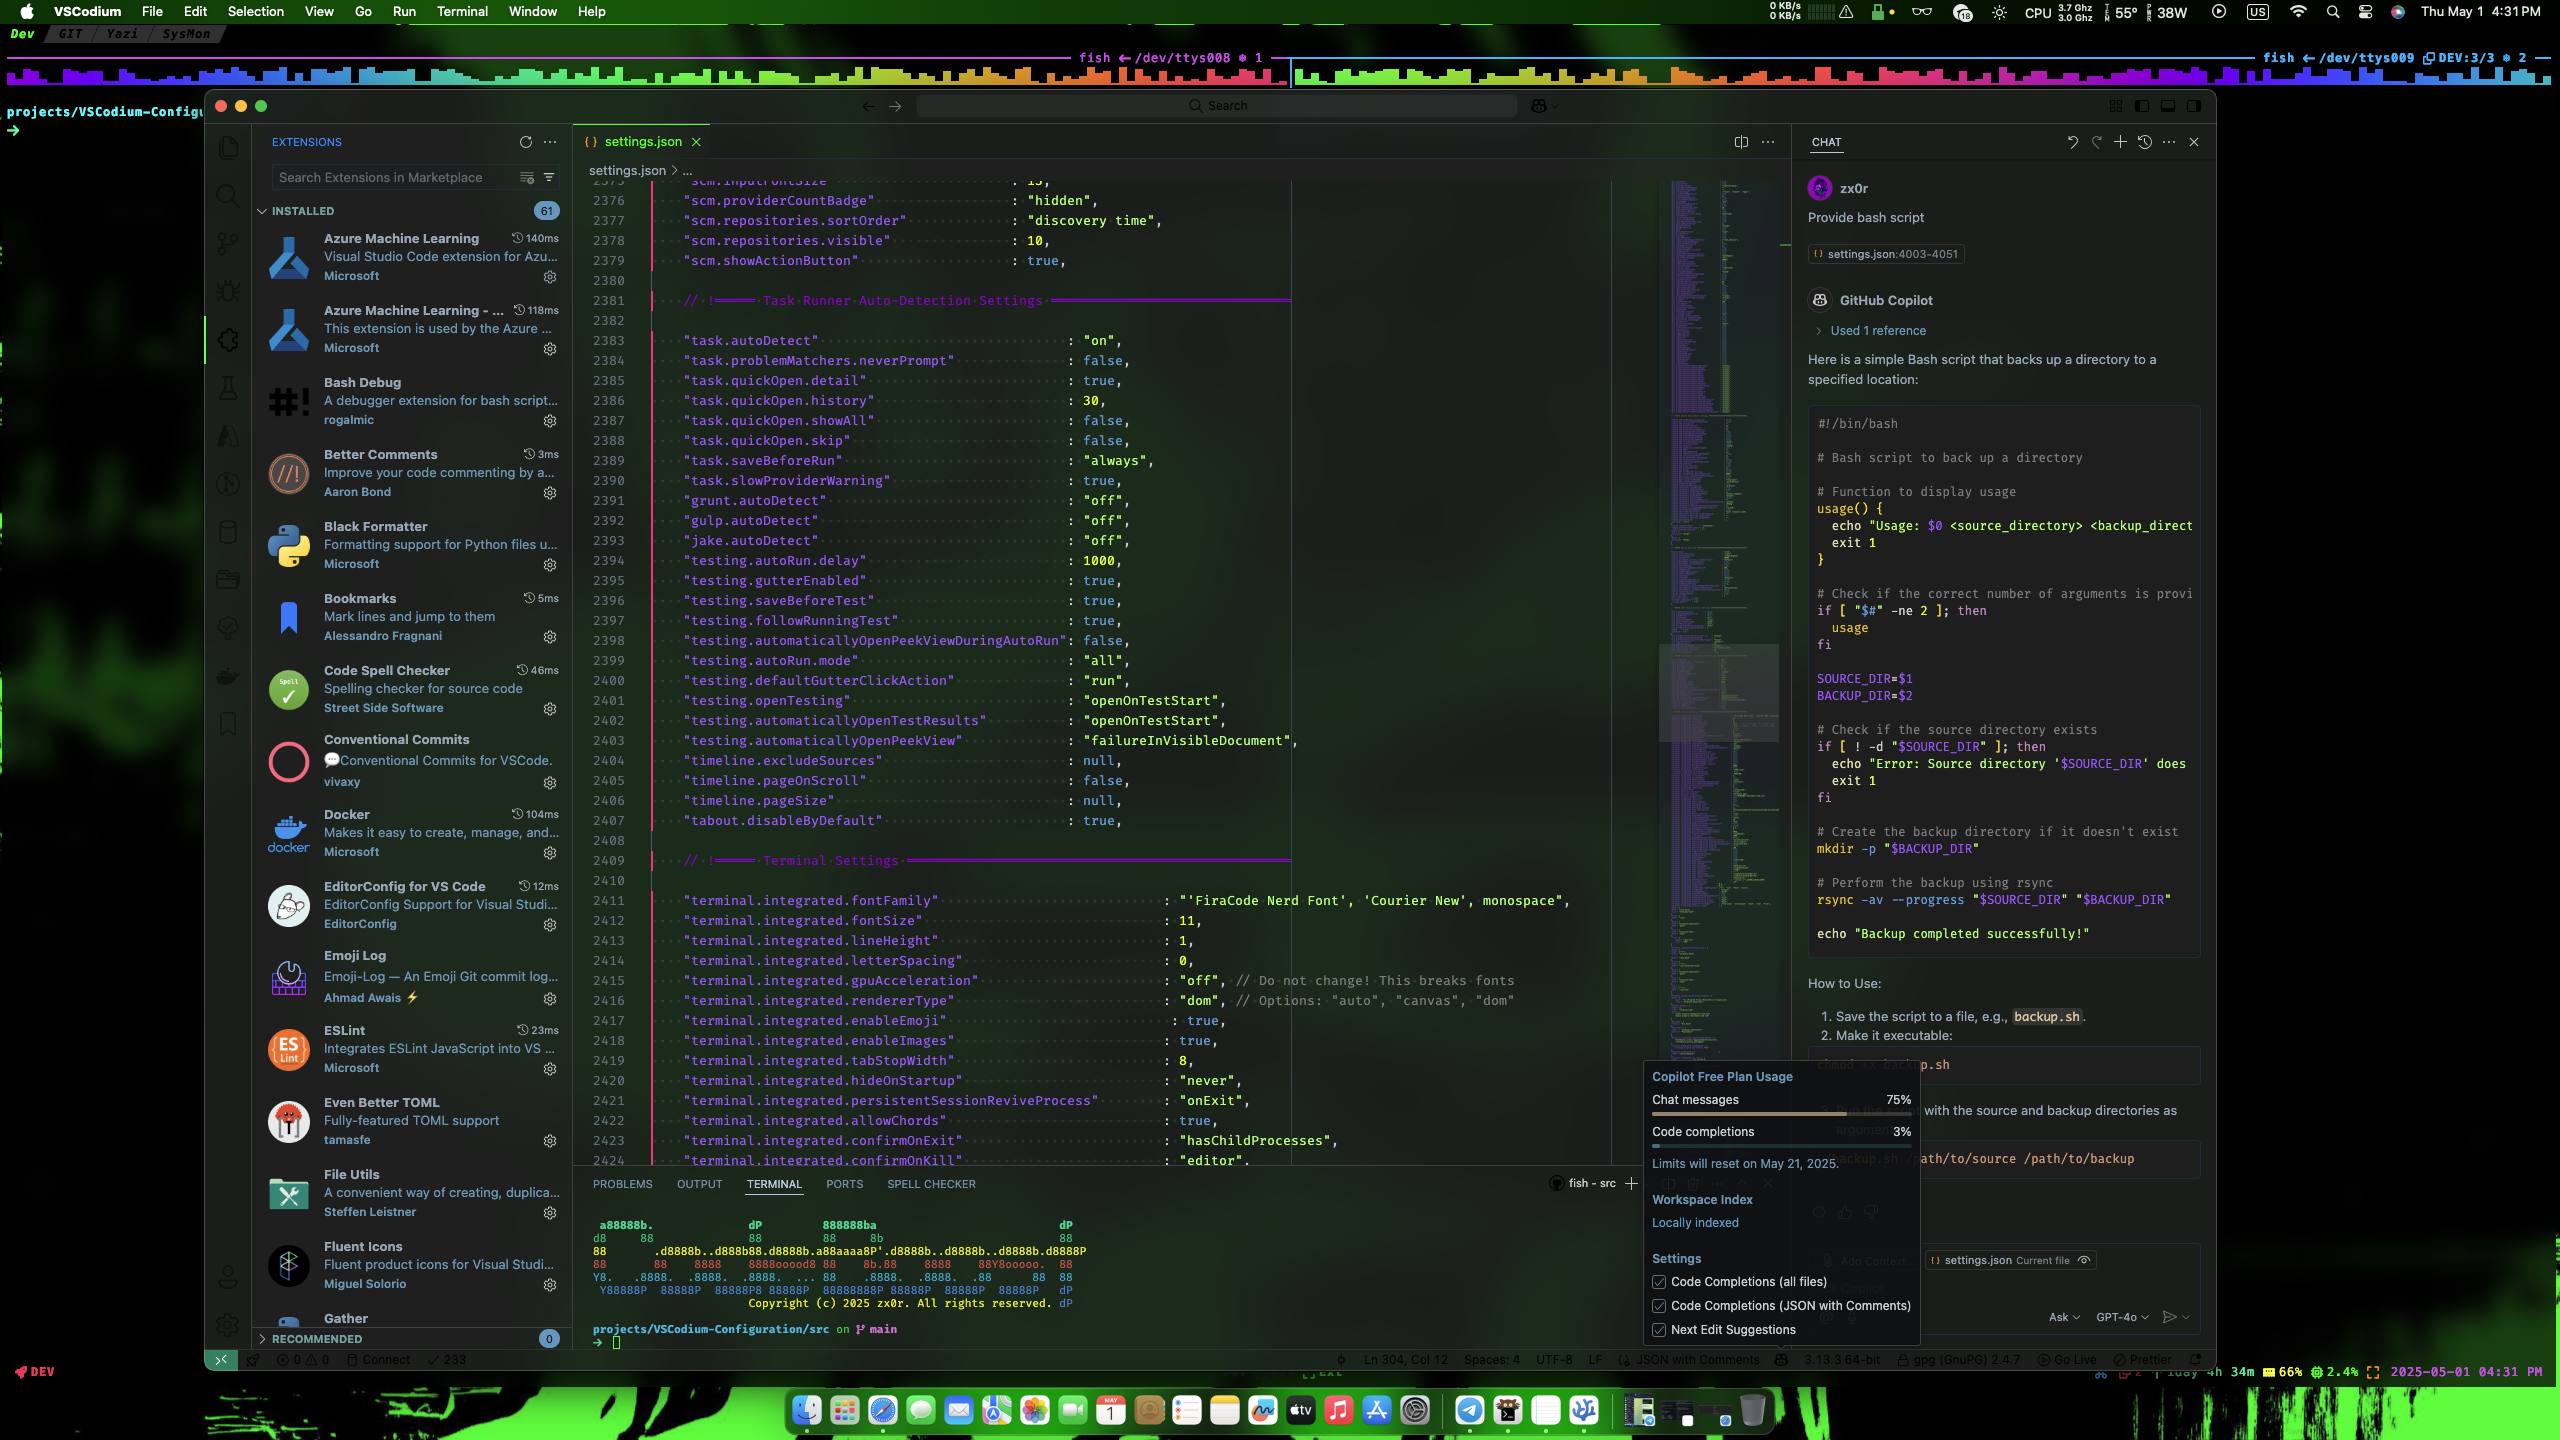 VSCodium File Edit Selection View Go Run Terminal Window Help
0 KB/s
0 KB/s
18
CPU 3.7 Ghz 3.0 Ghz 55° 38W
US
Thu May 1 4:31 PM
Dev GIT Yazi SysMon
fish ←/dev/ttys008 * 1
fish ←/dev/ttys009 DEV:3/3 * 2
projects/VSCodium-Configu
→
Search
EXTENSIONS
Search Extensions in Marketplace
INSTALLED 61
Azure Machine Learning 140ms
Visual Studio Code extension for Azu...
Microsoft
Azure Machine Learning - ... 118ms
This extension is used by the Azure ...
Microsoft
Bash Debug
A debugger extension for bash script...
rogalmic
Better Comments 3ms
Improve your code commenting by a...
Aaron Bond
Black Formatter
Formatting support for Python files u...
Microsoft
Bookmarks 5ms
Mark lines and jump to them
Alessandro Fragnani
Code Spell Checker 46ms
Spelling checker for source code
Street Side Software
Conventional Commits
💬Conventional Commits for VSCode.
vivaxy
Docker 104ms
Makes it easy to create, manage, and...
Microsoft
docker
EditorConfig for VS Code 12ms
EditorConfig Support for Visual Studi...
EditorConfig
Emoji Log
Emoji-Log — An Emoji Git commit log...
Ahmad Awais ⚡
ESLint 23ms
Integrates ESLint JavaScript into VS ...
Microsoft
Even Better TOML
Fully-featured TOML support
tamasfe
File Utils
A convenient way of creating, duplica...
Steffen Leistner
Fluent Icons
Fluent product icons for Visual Studi...
Miguel Solorio
Gather
RECOMMENDED 0
{ } settings.json ×
settings.json > ...
2375 "scm.inputFontSize" : 13,
2376 "scm.providerCountBadge" : "hidden",
2377 "scm.repositories.sortOrder" : "discovery time",
2378 "scm.repositories.visible" : 10,
2379 "scm.showActionButton" : true,
2380
2381 // ! Task Runner Auto-Detection Settings
2382
2383 "task.autoDetect" : "on",
2384 "task.problemMatchers.neverPrompt" : false,
2385 "task.quickOpen.detail" : true,
2386 "task.quickOpen.history" : 30,
2387 "task.quickOpen.showAll" : false,
2388 "task.quickOpen.skip" : false,
2389 "task.saveBeforeRun" : "always",
2390 "task.slowProviderWarning" : true,
2391 "grunt.autoDetect" : "off",
2392 "gulp.autoDetect" : "off",
2393 "jake.autoDetect" : "off",
2394 "testing.autoRun.delay" : 1000,
2395 "testing.gutterEnabled" : true,
2396 "testing.saveBeforeTest" : true,
2397 "testing.followRunningTest" : true,
2398 "testing.automaticallyOpenPeekViewDuringAutoRun": false,
2399 "testing.autoRun.mode" : "all",
2400 "testing.defaultGutterClickAction" : "run",
2401 "testing.openTesting" : "openOnTestStart",
2402 "testing.automaticallyOpenTestResults" : "openOnTestStart",
2403 "testing.automaticallyOpenPeekView" : "failureInVisibleDocument",
2404 "timeline.excludeSources" : null,
2405 "timeline.pageOnScroll" : false,
2406 "timeline.pageSize" : null,
2407 "tabout.disableByDefault" : true,
2408
2409 // ! Terminal Settings
2410
2411 "terminal.integrated.fontFamily" : "'FiraCode Nerd Font', 'Courier New', monospace",
2412 "terminal.integrated.fontSize" : 11,
2413 "terminal.integrated.lineHeight" : 1,
2414 "terminal.integrated.letterSpacing" : 0,
2415 "terminal.integrated.gpuAcceleration" : "off", // Do not change! This breaks fonts
2416 "terminal.integrated.rendererType" : "dom", // Options: "auto", "canvas", "dom"
2417 "terminal.integrated.enableEmoji" : true,
2418 "terminal.integrated.enableImages" : true,
2419 "terminal.integrated.tabStopWidth" : 8,
2420 "terminal.integrated.hideOnStartup" : "never",
2421 "terminal.integrated.persistentSessionReviveProcess" : "onExit",
2422 "terminal.integrated.allowChords" : true,
2423 "terminal.integrated.confirmOnExit" : "hasChildProcesses",
2424 "terminal.integrated.confirmOnKill" : "editor",
PROBLEMS OUTPUT TERMINAL PORTS SPELL CHECKER
fish - src
Copyright (c) 2025 zx0r. All rights reserved.
projects/VSCodium-Configuration/src on main
→
CHAT
zx0r
Provide bash script
{ } settings.json:4003-4051
GitHub Copilot
> Used 1 reference
Here is a simple Bash script that backs up a directory to a
specified location:
#!/bin/bash
# Bash script to back up a directory
# Function to display usage
usage() {
echo "Usage: $0 <source_directory> <backup_direct
exit 1
}
# Check if the correct number of arguments is provi
if [ "$#" -ne 2 ]; then
usage
fi
SOURCE_DIR=$1
BACKUP_DIR=$2
# Check if the source directory exists
if [ ! -d "$SOURCE_DIR" ]; then
echo "Error: Source directory '$SOURCE_DIR' does
exit 1
fi
# Create the backup directory if it doesn't exist
mkdir -p "$BACKUP_DIR"
# Perform the backup using rsync
rsync -av --progress "$SOURCE_DIR" "$BACKUP_DIR"
echo "Backup completed successfully!"
How to Use:
1. Save the script to a file, e.g., backup.sh.
2. Make it executable:
chmod +x backup.sh
Run the script with the source and backup directories as
arguments
backup.sh /path/to/source /path/to/backup
Add Context...
{ } settings.json Current file
Ask GPT-4o
Copilot Free Plan Usage
Chat messages 75%
Code completions 3%
Limits will reset on May 21, 2025.
Workspace Index
Locally indexed
Settings
Code Completions (all files)
Code Completions (JSON with Comments)
Next Edit Suggestions
0 0 Connect 233
Ln 304, Col 12 Spaces: 4 UTF-8 LF JSON with Comments 3.13.3 64-bit gpg (GnuPG) 2.4.7 Go Live Prettier
DEV
1day 4h 34m 66% 2.4% 2025-05-01 04:31 PM
MAY
1
tv